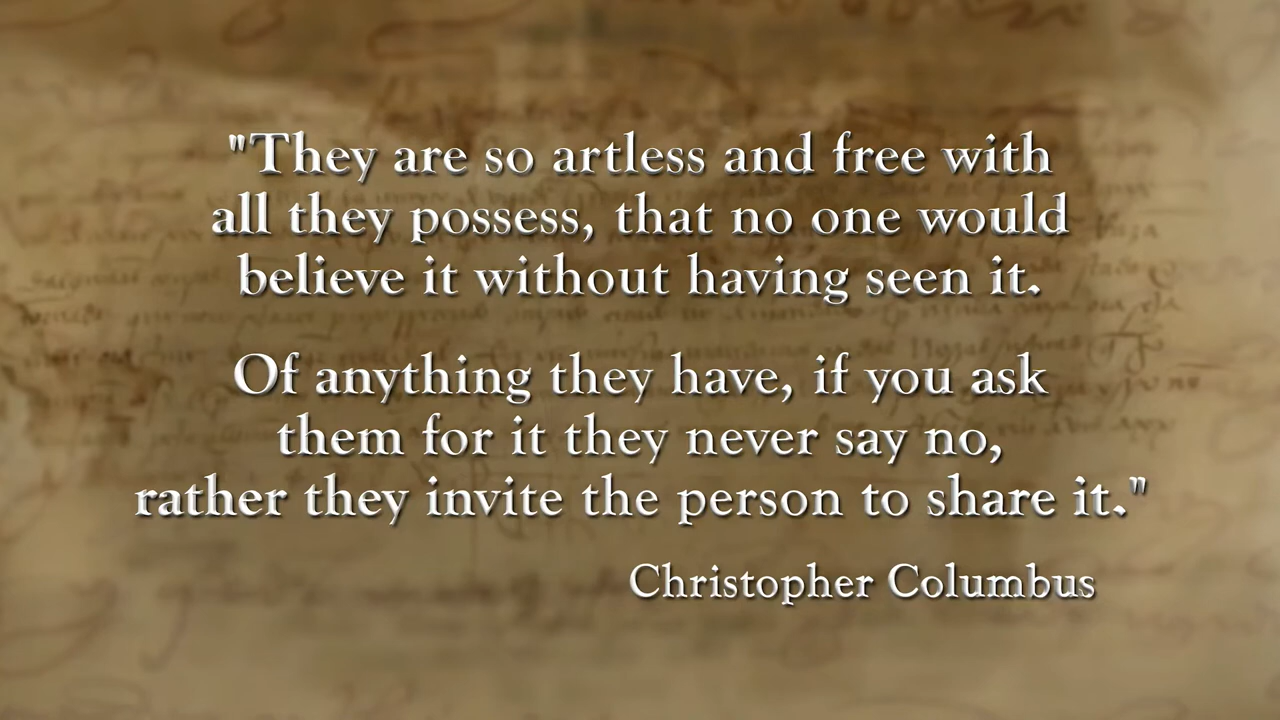 "They are so artless and free with
all they possess, that no one would
believe it without having seen it.
Of anything they have, if you ask
them for it they never say no,
rather they invite the person to share it."
Christopher Columbus